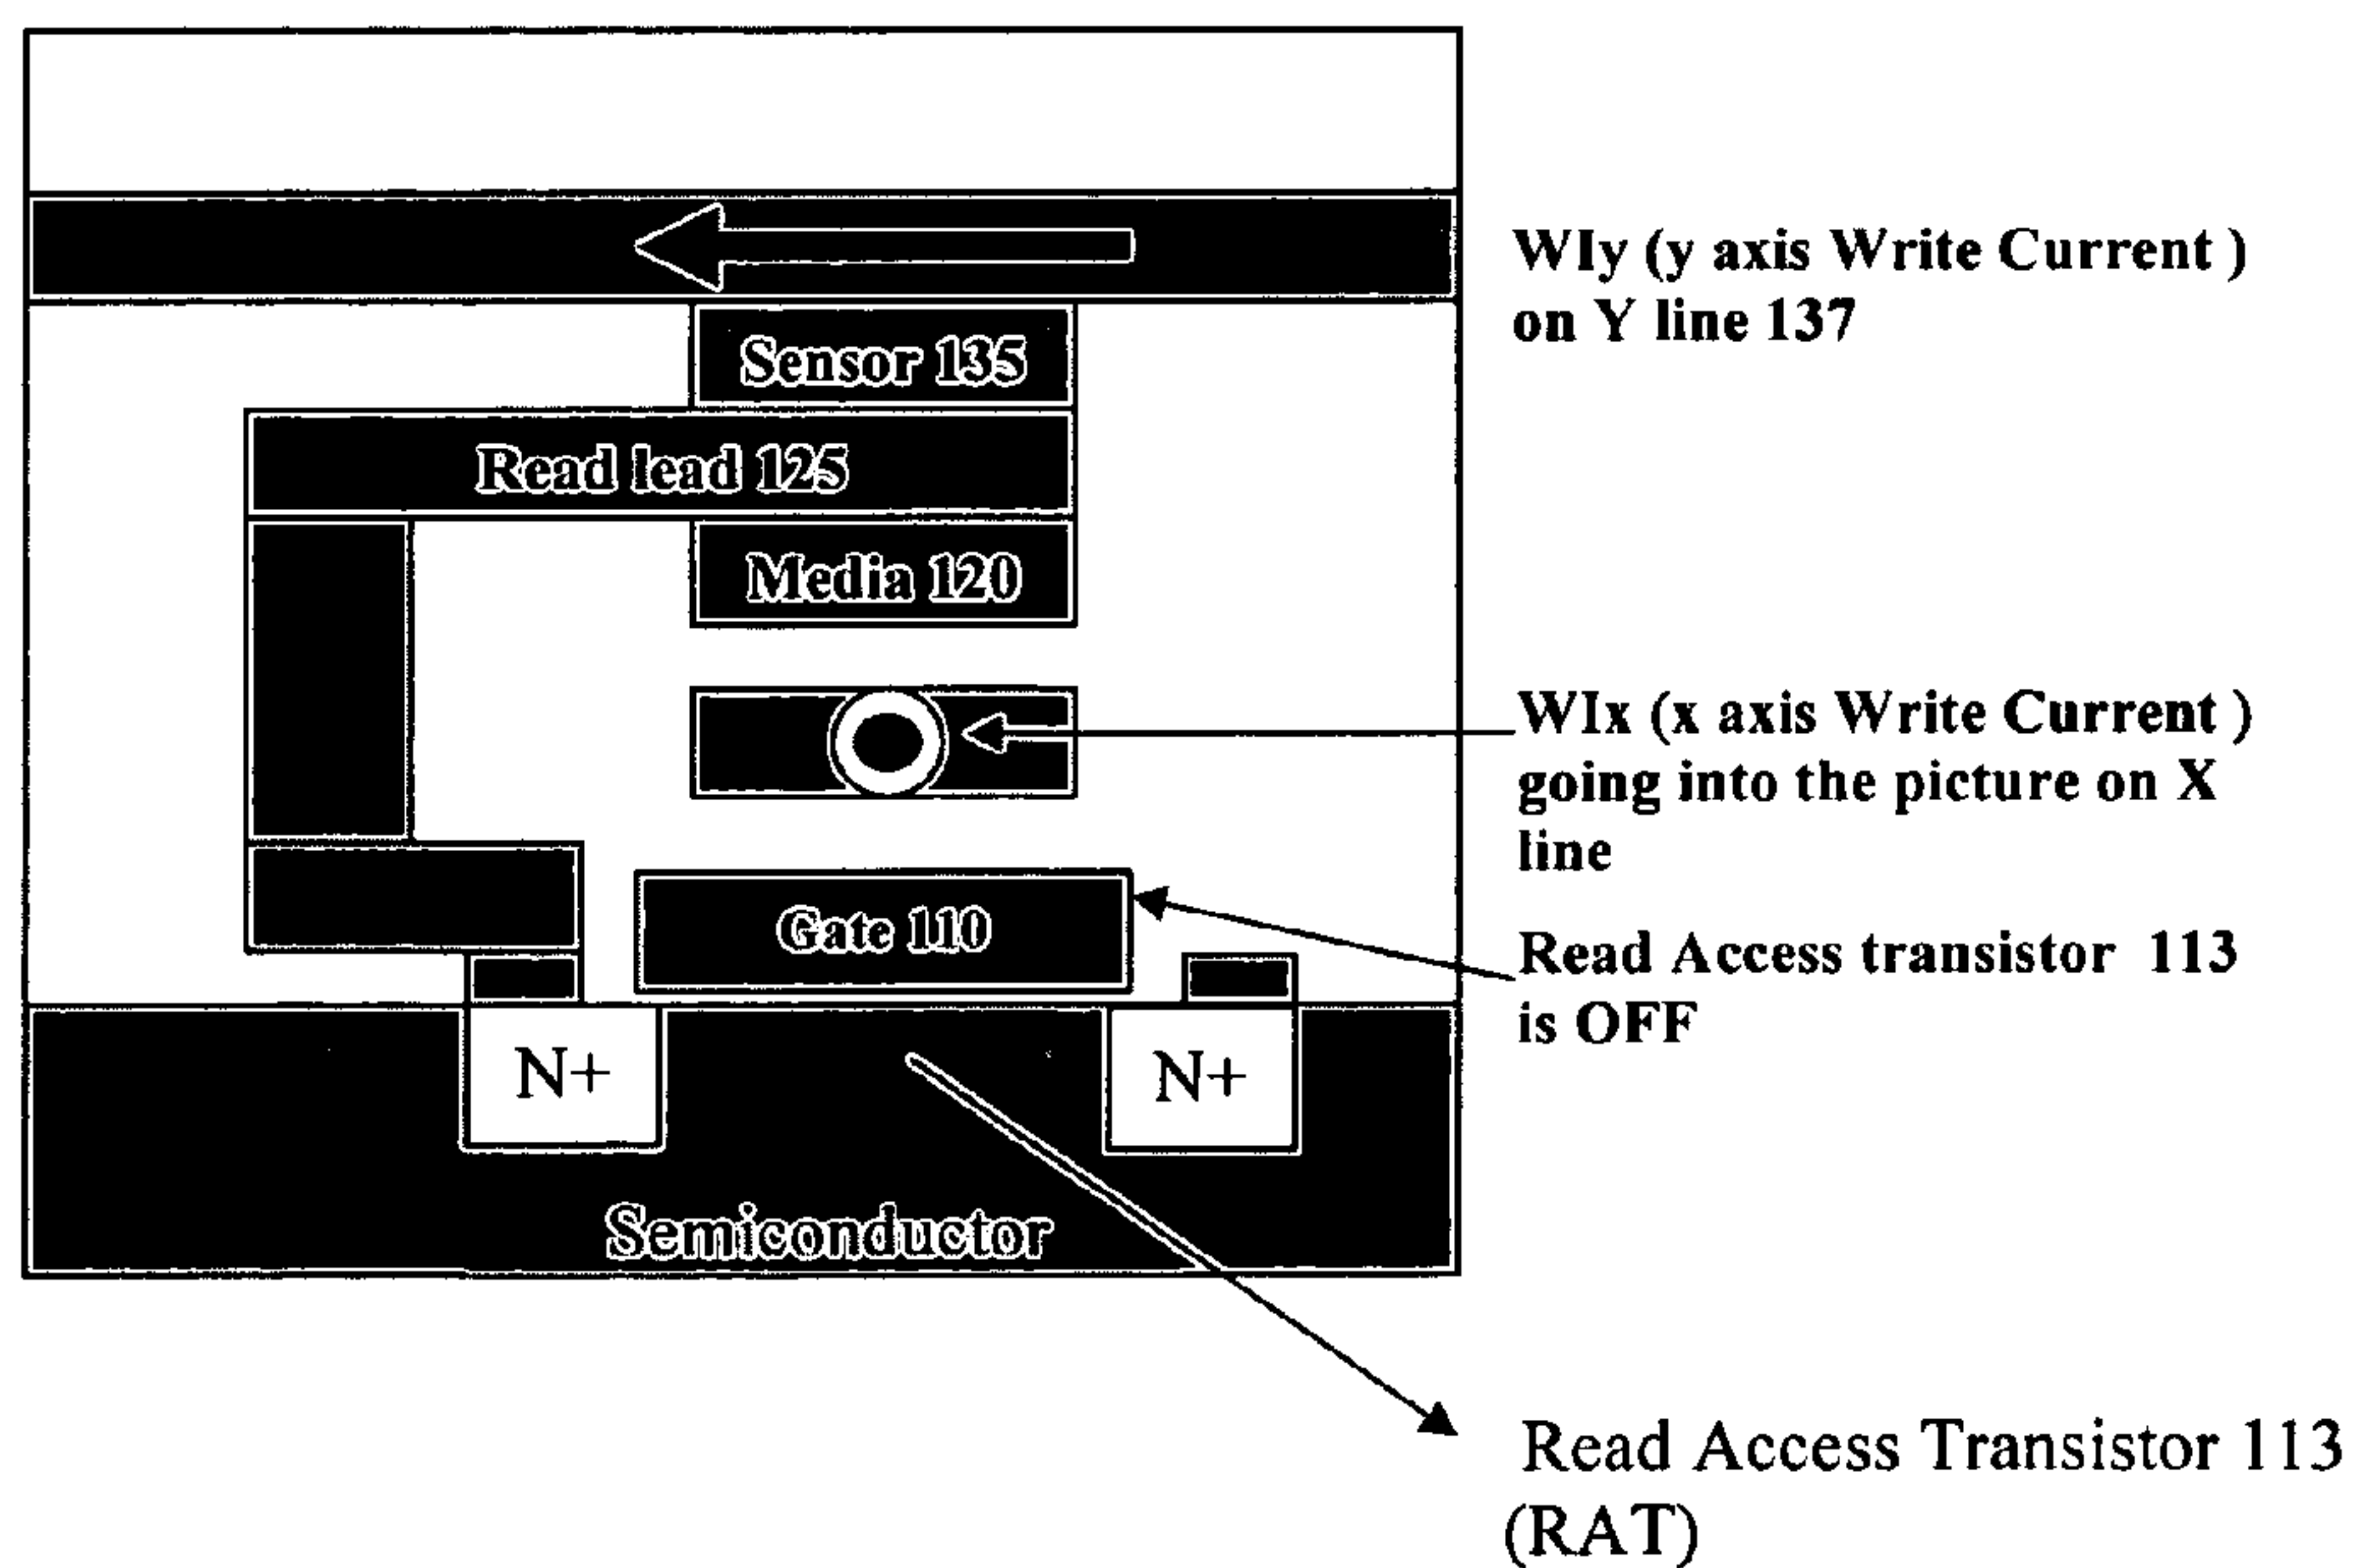 WIy (y axis Write Current )
on Y line 137
Sensor 135
Read lead 125
Media 120
WIx (x axis Write Current )
going into the picture on X
line
Gate 110
Read Access transistor 113
is OFF
N+
N+
Semiconductor
Read Access Transistor 113
(RAT)